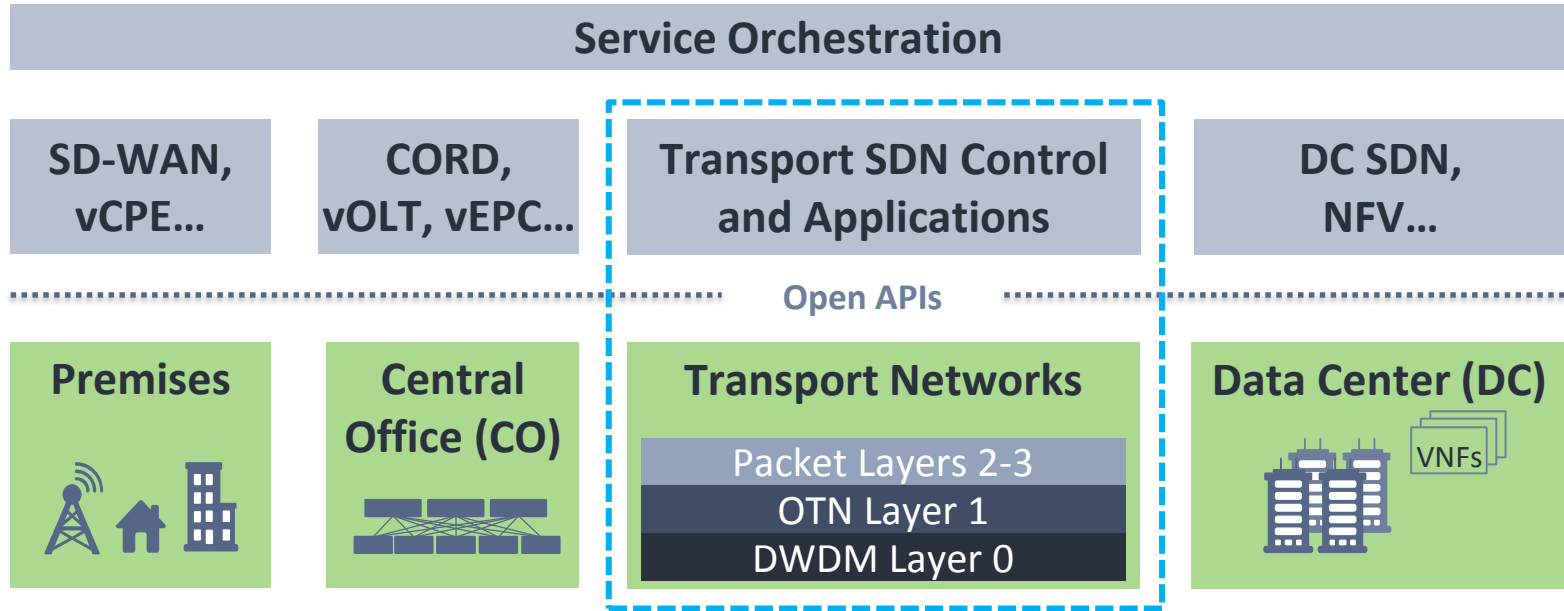 Service Orchestration
SD-WAN,
vCPE…
CORD,
vOLT, vEPC…
Transport SDN Control
and Applications
DC SDN,
NFV…
Open APIs
Premises
Central
Office (CO)
Transport Networks
Packet Layers 2-3
OTN Layer 1
DWDM Layer 0
Data Center (DC)
VNFs